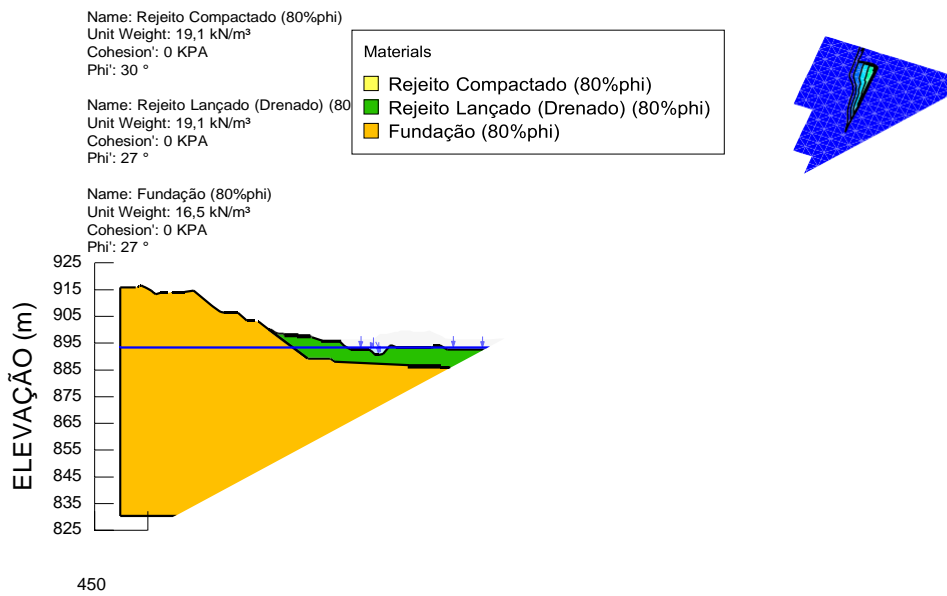 Name: Rejeito Compactado (80%phi)
Unit Weight: 19,1 kN/m³
Cohesion': 0 KPA
Phi': 30 °
Name: Rejeito Lançado (Drenado) (80
Unit Weight: 19,1 kN/m³
Cohesion': 0 KPA
Phi': 27 °
Name: Fundação (80%phi)
Unit Weight: 16,5 kN/m³
Cohesion': 0 KPA
Phi': 27 °
Materials
Rejeito Compactado (80%phi)
Rejeito Lançado (Drenado) (80%phi)
Fundação (80%phi)
ELEVAÇÃO (m)
925
915
905
895
885
875
865
855
845
835
825
450